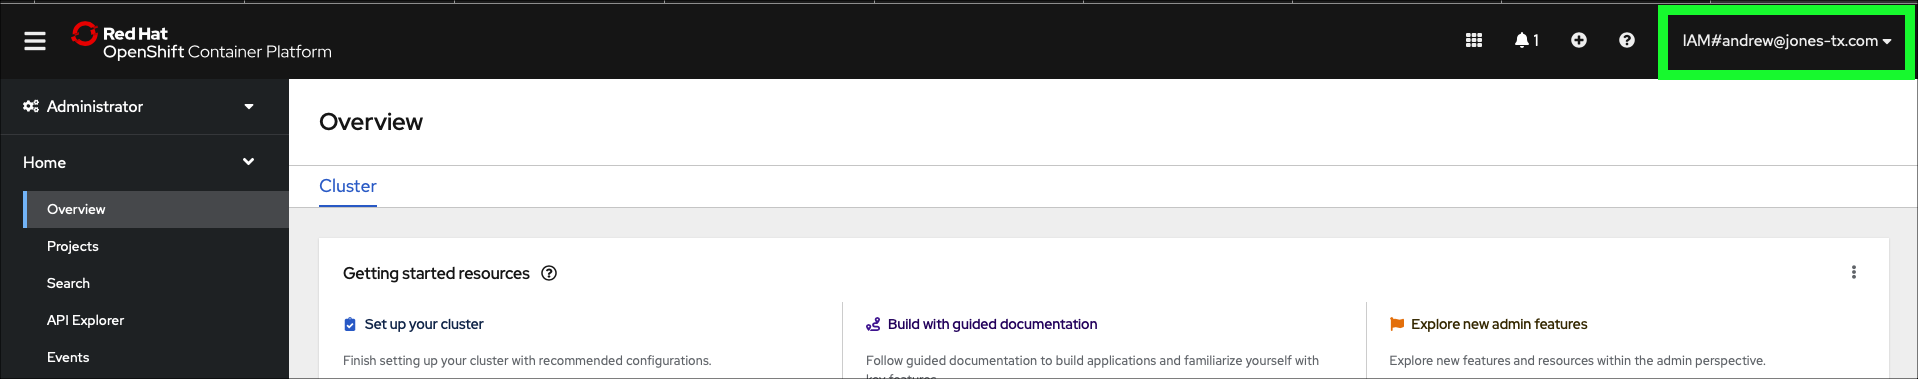 Red Hat
OpenShift Container Platform
1
IAM#andrew@jones-tx.com
Administrator
Home
Overview
Projects
Search
API Explorer
Events
Overview
Cluster
Getting started resources
Set up your cluster
Finish setting up your cluster with recommended configurations.
Build with guided documentation
Follow guided documentation to build applications and familiarize yourself with
key features
Explore new admin features
Explore new features and resources within the admin perspective.